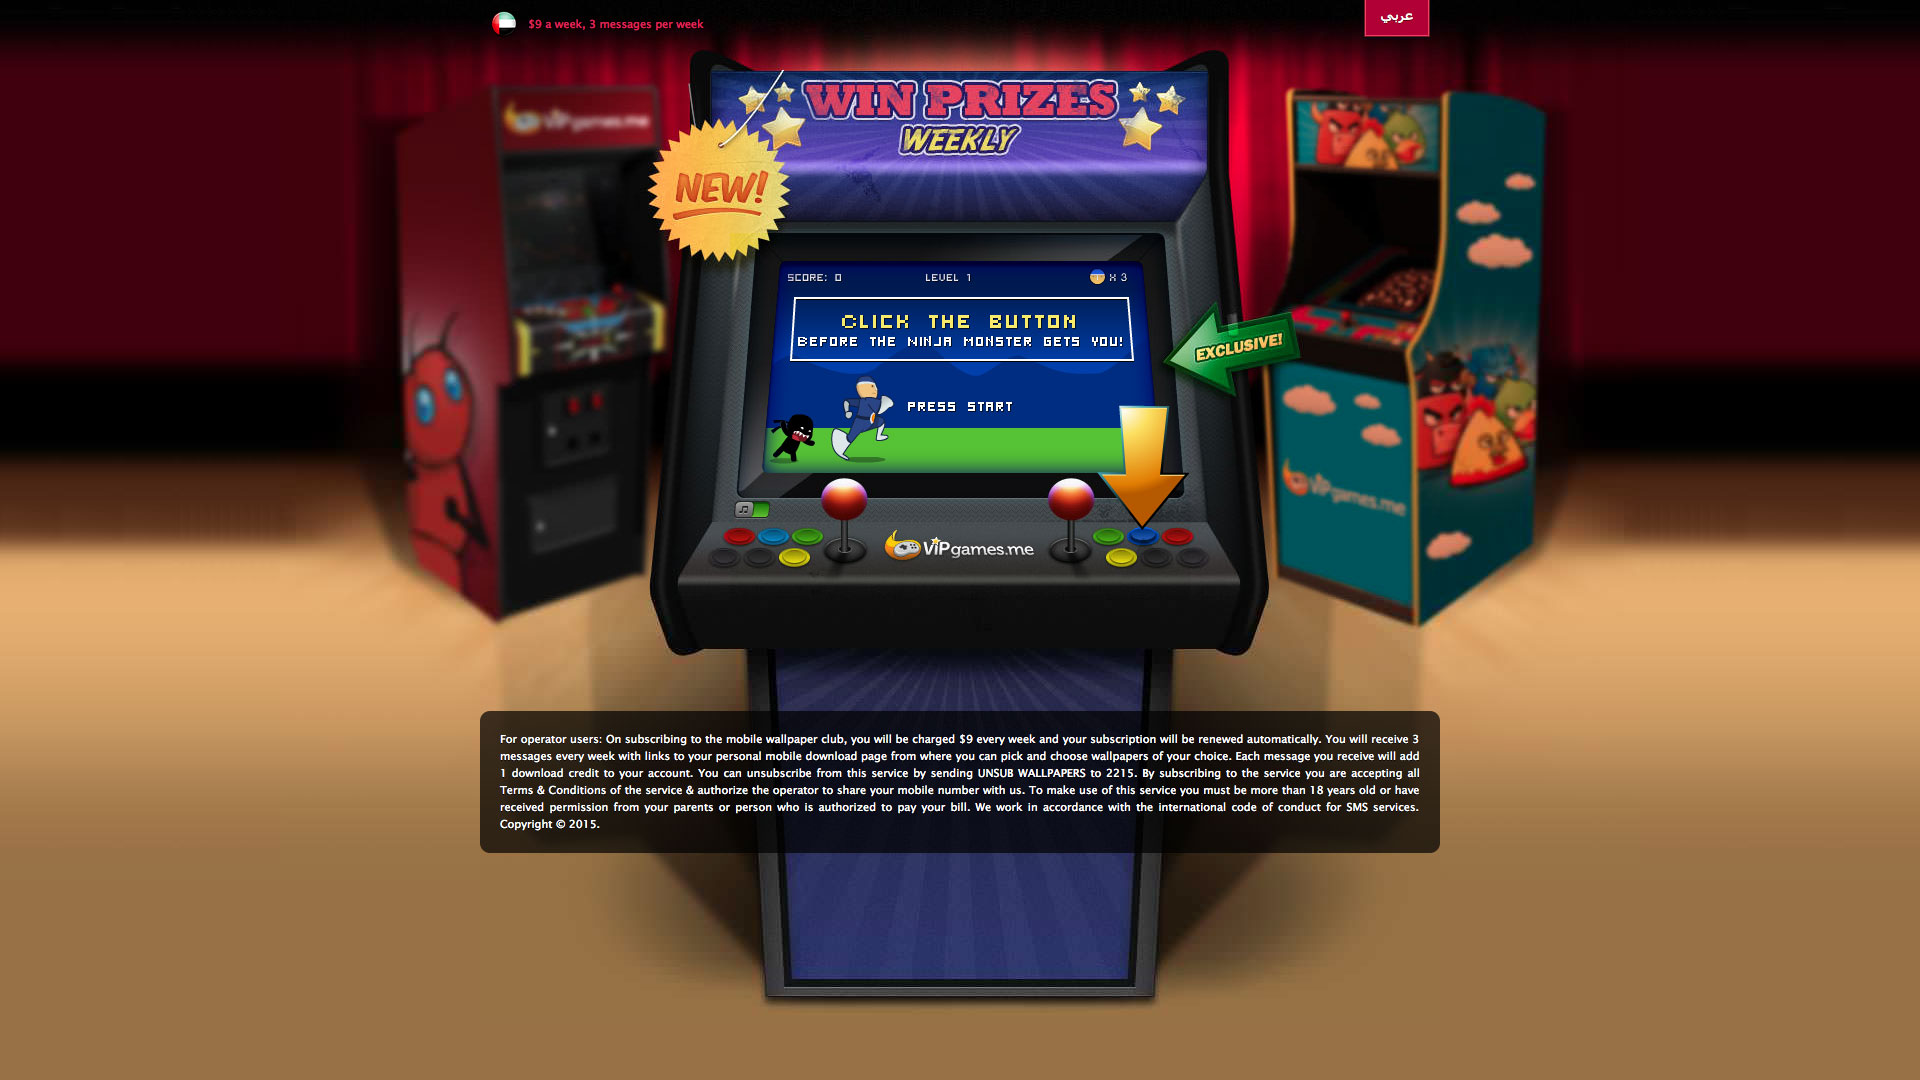 $9 a week, 3 messages per week
عربي
WIN PRIZES
WEEKLY
VIPgames.me
NEW!
SCORE: 0 LEVEL 1 X 3
CLICK THE BUTTON
BEFORE THE NINJA MONSTER GETS YOU!
EXCLUSIVE!
PRESS START
VIPgames.me
VIPgames.me
For operator users: On subscribing to the mobile wallpaper club, you will be charged $9 every week and your subscription will be renewed automatically. You will receive 3
messages every week with links to your personal mobile download page from where you can pick and choose wallpapers of your choice. Each message you receive will add
1 download credit to your account. You can unsubscribe from this service by sending UNSUB WALLPAPERS to 2215. By subscribing to the service you are accepting all
Terms & Conditions of the service & authorize the operator to share your mobile number with us. To make use of this service you must be more than 18 years old or have
received permission from your parents or person who is authorized to pay your bill. We work in accordance with the international code of conduct for SMS services.
Copyright © 2015.